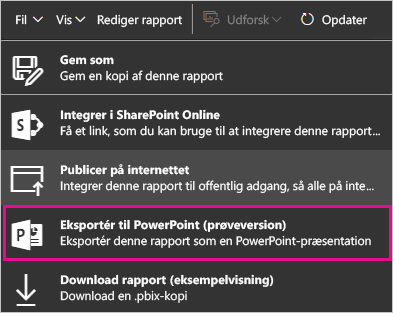 Fil Vis Rediger rapport Udforsk Opdater
Gem som
Gem en kopi af denne rapport
Integrer i SharePoint Online
Få et link, som du kan bruge til at integrere denne rapport...
Publicer på internettet
Integrer denne rapport til offentlig adgang, så alle på inte...
Eksportér til PowerPoint (prøveversion)
Eksportér denne rapport som en PowerPoint-præsentation
Download rapport (eksempelvisning)
Download en .pbix-kopi